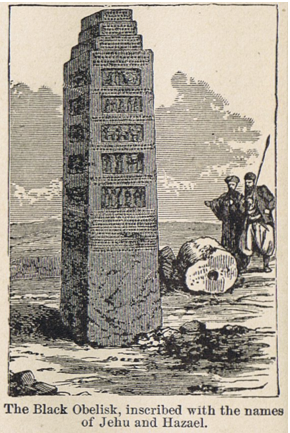 The Black Obelisk, inscribed with the names
of Jehu and Hazael.